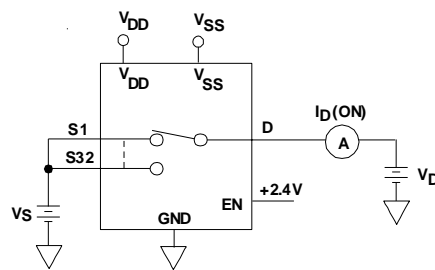 VDD
VSS
VDD
VSS
S1
D
ID(ON)
A
S32
VD
+2.4V
EN
VS
GND